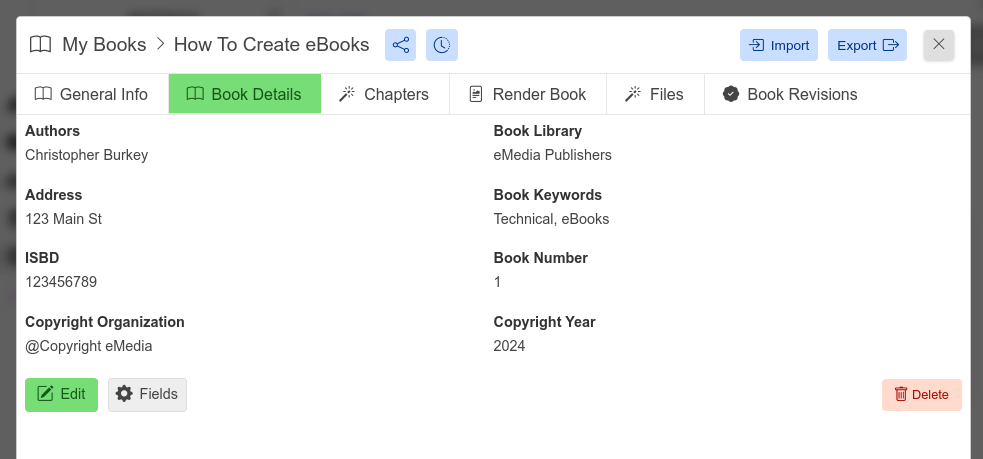 My Books > How To Create eBooks Import Export
General Info Book Details Chapters Render Book Files Book Revisions
Authors
Christopher Burkey
Book Library
eMedia Publishers
Address
123 Main St
Book Keywords
Technical, eBooks
ISBD
123456789
Book Number
1
Copyright Organization
@Copyright eMedia
Copyright Year
2024
Edit Fields Delete